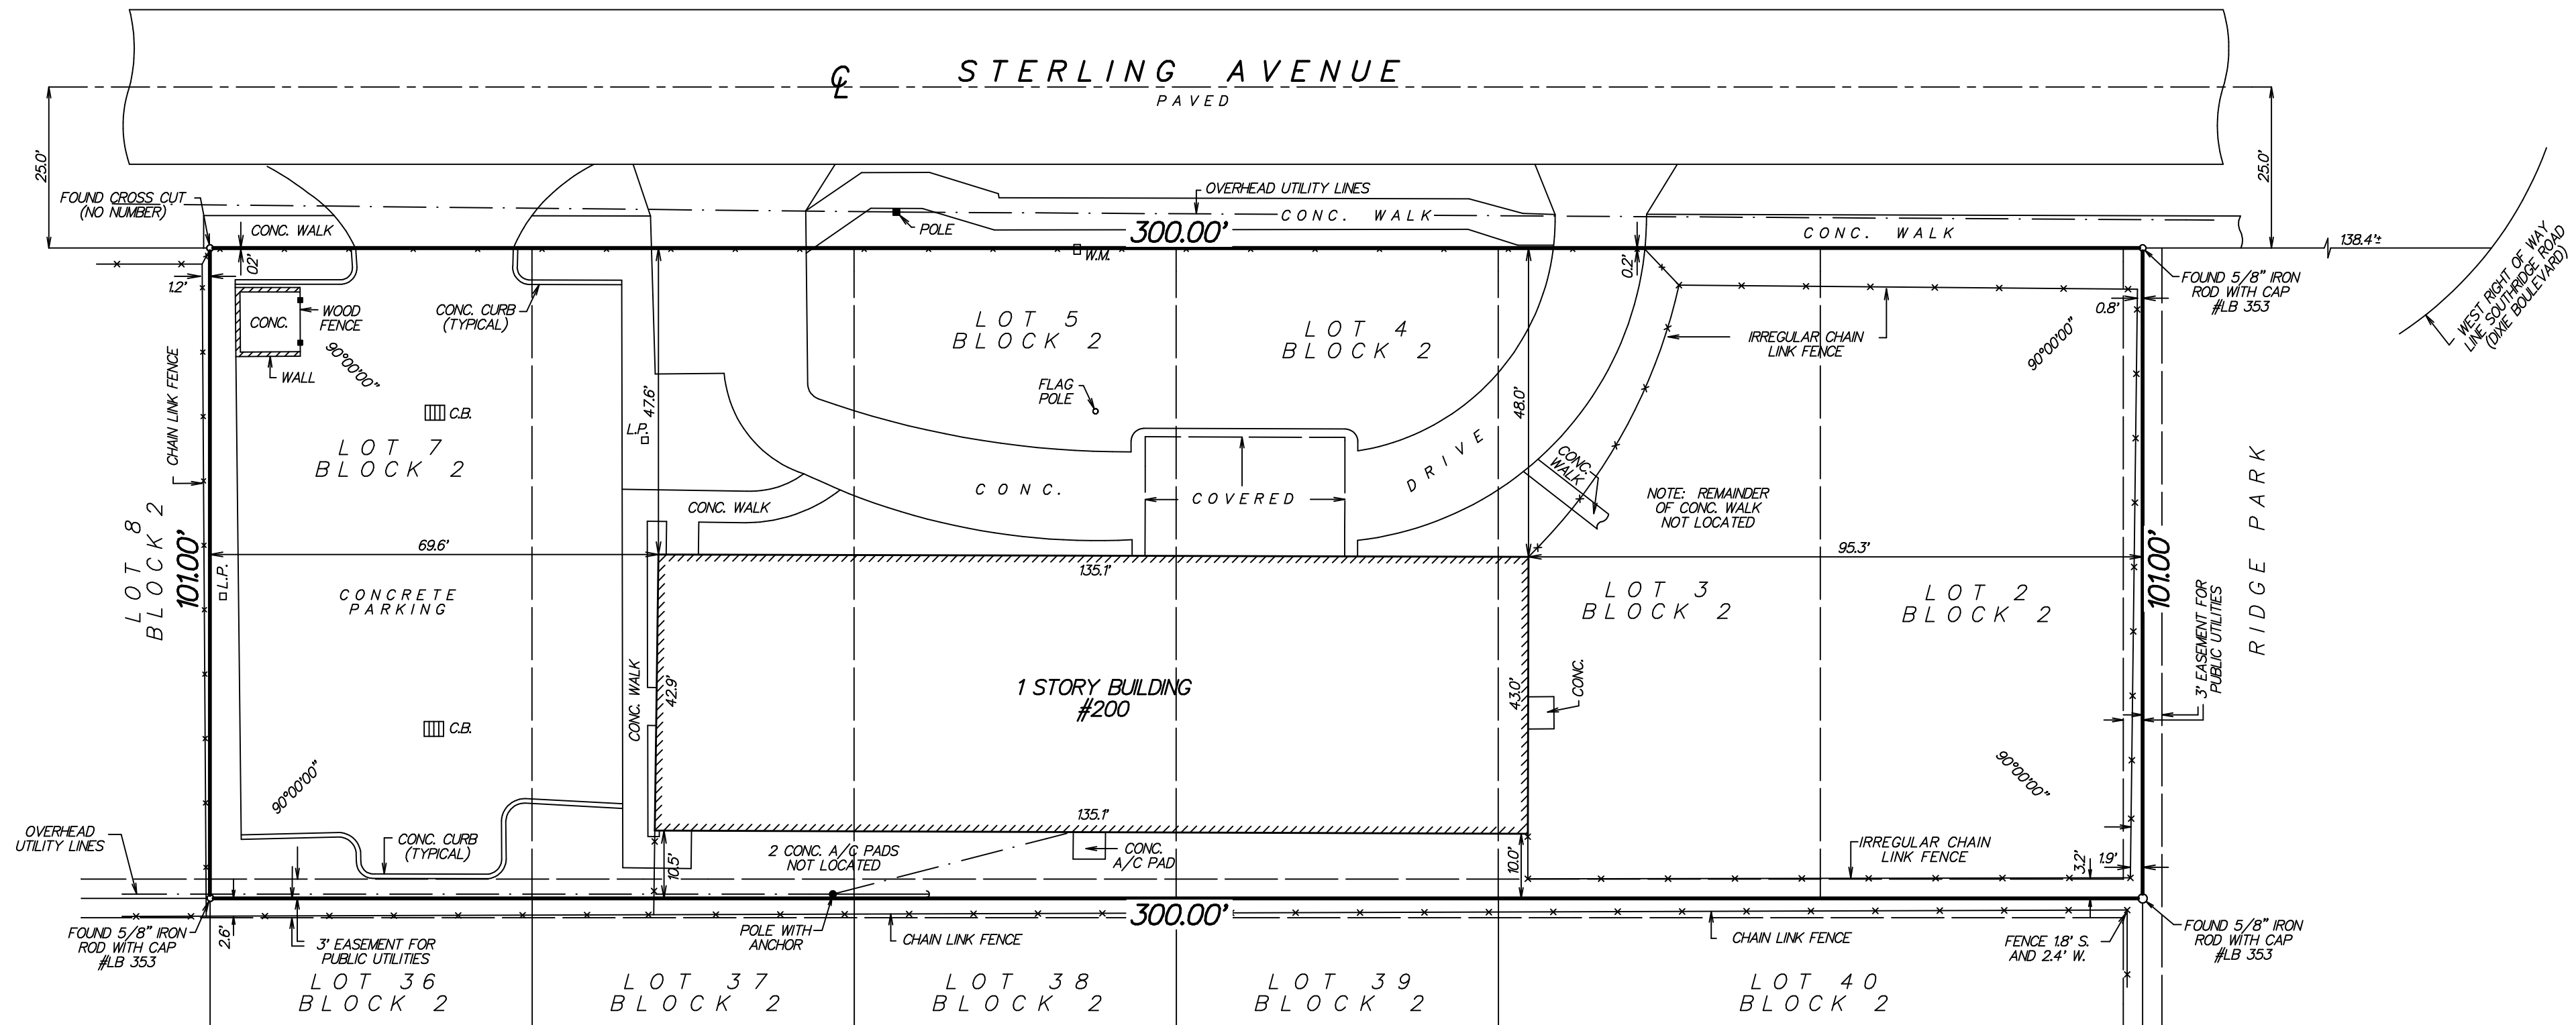 ℄ STERLING AVENUE
PAVED
25.0'
25.0'
FOUND CROSS CUT
(NO NUMBER)
OVERHEAD UTILITY LINES
CONC. WALK
POLE
300.00'
CONC. WALK
CONC. WALK
138.4'±
WEST RIGHT OF WAY
LINE SOUTHRIDGE ROAD
(DIXIE BOULEVARD)
W.M.
02'
1.2'
0.2'
FOUND 5/8" IRON
ROD WITH CAP
#LB 353
0.8'
CONC.
WOOD
FENCE
WALL
90°00'00"
CONC. CURB
(TYPICAL)
LOT 5
BLOCK 2
LOT 4
BLOCK 2
IRREGULAR CHAIN
LINK FENCE
90°00'00"
CHAIN LINK FENCE
C.B.
47.6'
L.P.
FLAG
POLE
48.0'
LOT 7
BLOCK 2
CONC.
DRIVE
COVERED
CONC.
WALK
NOTE: REMAINDER
OF CONC. WALK
NOT LOCATED
CONC. WALK
LOT 8
BLOCK 2
101.00'
L.P.
69.6'
95.3'
135.1'
CONCRETE
PARKING
LOT 3
BLOCK 2
LOT 2
BLOCK 2
101.00'
3' EASEMENT FOR
PUBLIC UTILITIES
RIDGE PARK
CONC. WALK
42.9'
1 STORY BUILDING
#200
43.0'
CONC.
C.B.
90°00'00"
90°00'00"
135.1'
OVERHEAD
UTILITY LINES
CONC. CURB
(TYPICAL)
10.5'
2 CONC. A/C PADS
NOT LOCATED
CONC.
A/C PAD
10.0'
IRREGULAR CHAIN
LINK FENCE
3.2'
1.9'
300.00'
FOUND 5/8" IRON
ROD WITH CAP
#LB 353
2.6'
3' EASEMENT FOR
PUBLIC UTILITIES
POLE WITH
ANCHOR
CHAIN LINK FENCE
CHAIN LINK FENCE
FENCE 1.8' S.
AND 2.4' W.
FOUND 5/8" IRON
ROD WITH CAP
#LB 353
LOT 36
BLOCK 2
LOT 37
BLOCK 2
LOT 38
BLOCK 2
LOT 39
BLOCK 2
LOT 40
BLOCK 2